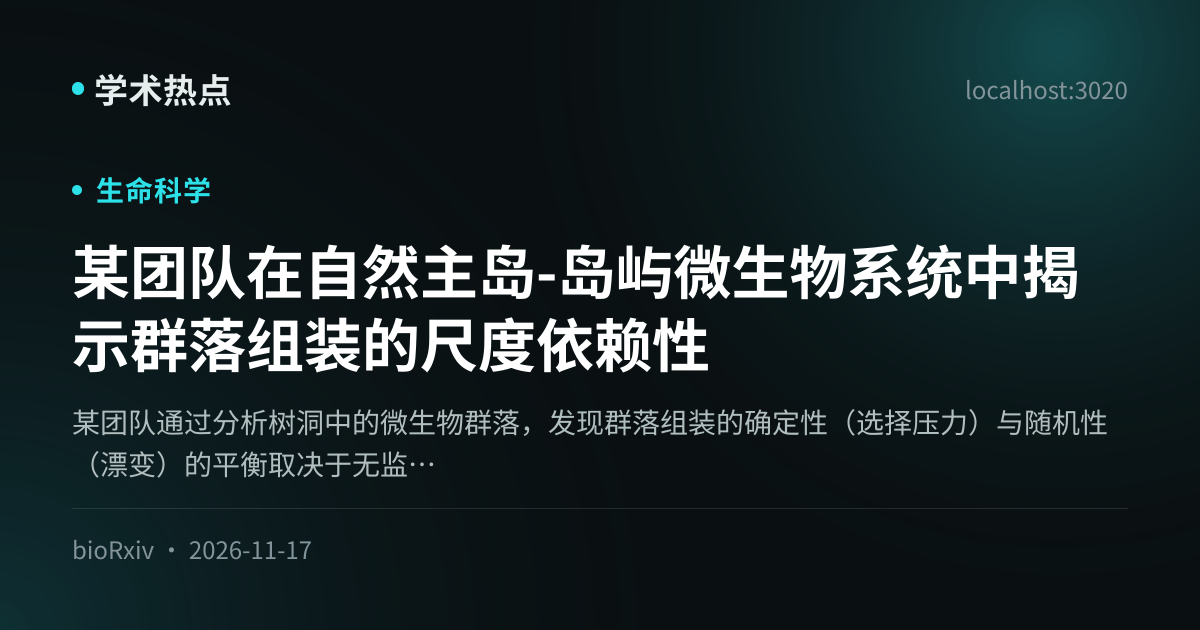 学术热点
localhost:3020
生命科学
某团队在自然主岛-岛屿微生物系统中揭
示群落组装的尺度依赖性
某团队通过分析树洞中的微生物群落，发现群落组装的确定性（选择压力）与随机性
（漂变）的平衡取决于无监…
bioRxiv · 2026-11-17